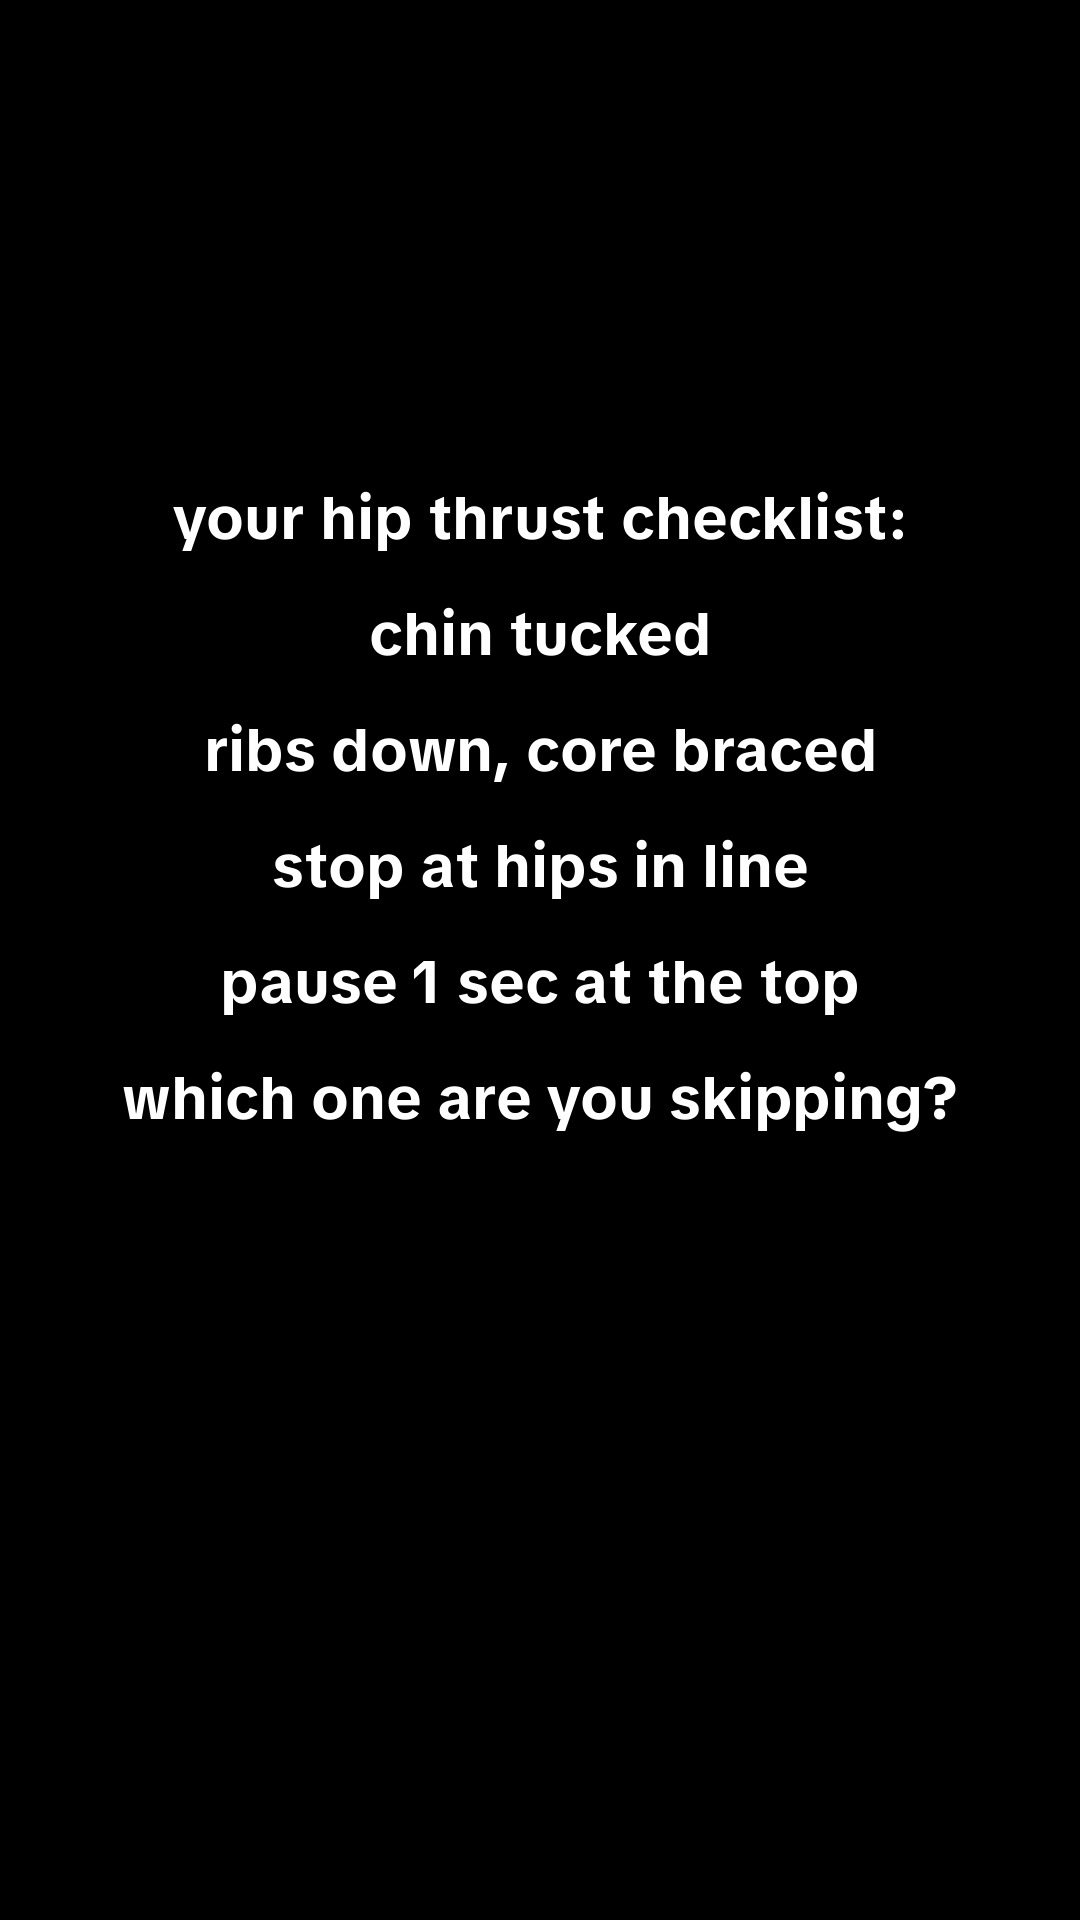 your hip thrust checklist:
chin tucked
ribs down, core braced
stop at hips in line
pause 1 sec at the top
which one are you skipping?